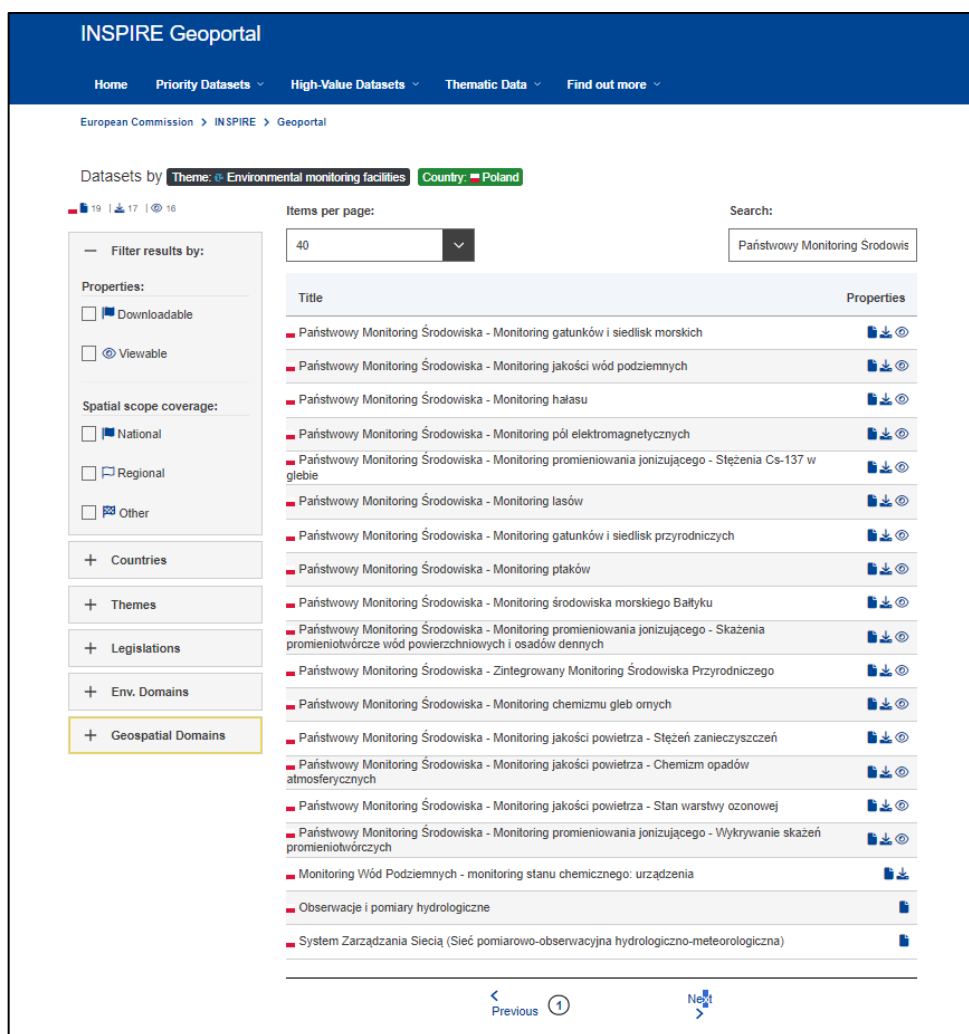 INSPIRE Geoportal
Home Priority Datasets High-Value Datasets Thematic Data Find out more
European Commission > INSPIRE > Geoportal
Datasets by Theme: Environmental monitoring facilities Country: Poland
19 | 17 | 16
Items per page:
Search:
40
Państwowy Monitoring Środowis
Filter results by:
Properties:
Downloadable
Viewable
Spatial scope coverage:
National
Regional
Other
Countries
Themes
Legislations
Env. Domains
Geospatial Domains
Title Properties
Państwowy Monitoring Środowiska - Monitoring gatunków i siedlisk morskich
Państwowy Monitoring Środowiska - Monitoring jakości wód podziemnych
Państwowy Monitoring Środowiska - Monitoring hałasu
Państwowy Monitoring Środowiska - Monitoring pól elektromagnetycznych
Państwowy Monitoring Środowiska - Monitoring promieniowania jonizującego - Stężenia Cs-137 w
glebie
Państwowy Monitoring Środowiska - Monitoring lasów
Państwowy Monitoring Środowiska - Monitoring gatunków i siedlisk przyrodniczych
Państwowy Monitoring Środowiska - Monitoring ptaków
Państwowy Monitoring Środowiska - Monitoring środowiska morskiego Bałtyku
Państwowy Monitoring Środowiska - Monitoring promieniowania jonizującego - Skażenia
promieniotwórcze wód powierzchniowych i osadów dennych
Państwowy Monitoring Środowiska - Zintegrowany Monitoring Środowiska Przyrodniczego
Państwowy Monitoring Środowiska - Monitoring chemizmu gleb ornych
Państwowy Monitoring Środowiska - Monitoring jakości powietrza - Stężeń zanieczyszczeń
Państwowy Monitoring Środowiska - Monitoring jakości powietrza - Chemizm opadów
atmosferycznych
Państwowy Monitoring Środowiska - Monitoring jakości powietrza - Stan warstwy ozonowej
Państwowy Monitoring Środowiska - Monitoring promieniowania jonizującego - Wykrywanie skażeń
promieniotwórczych
Monitoring Wód Podziemnych - monitoring stanu chemicznego: urządzenia
Obserwacje i pomiary hydrologiczne
System Zarządzania Siecią (Sieć pomiarowo-obserwacyjna hydrologiczno-meteorologiczna)
< Previous 1 Next >